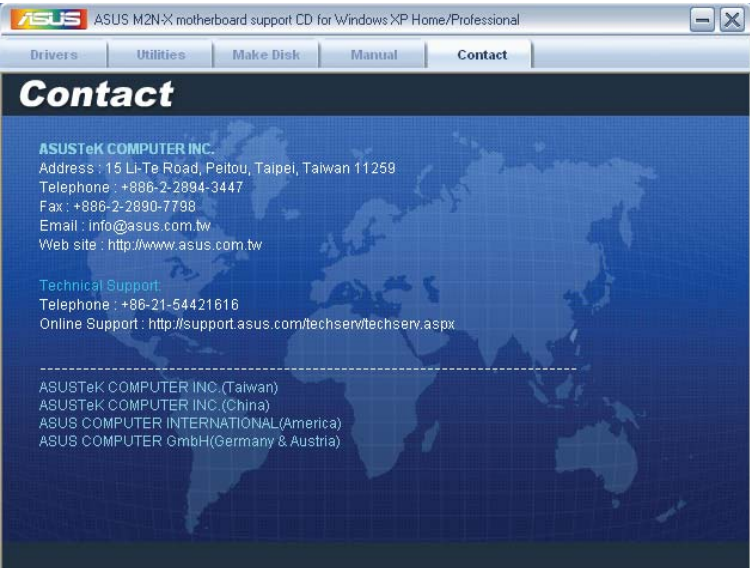 ASUS ASUS M2N-X motherboard support CD for Windows XP Home/Professional
Drivers Utilities Make Disk Manual Contact
Contact
ASUSTeK COMPUTER INC.
Address : 15 Li-Te Road, Peitou, Taipei, Taiwan 11259
Telephone : +886-2-2894-3447
Fax : +886-2-2890-7798
Email : info@asus.com.tw
Web site : http://www.asus.com.tw
Technical Support:
Telephone : +86-21-54421616
Online Support : http://support.asus.com/techserv/techserv.aspx
--------------------------------------------------------------------------------
ASUSTeK COMPUTER INC.(Taiwan)
ASUSTeK COMPUTER INC.(China)
ASUS COMPUTER INTERNATIONAL(America)
ASUS COMPUTER GmbH(Germany & Austria)